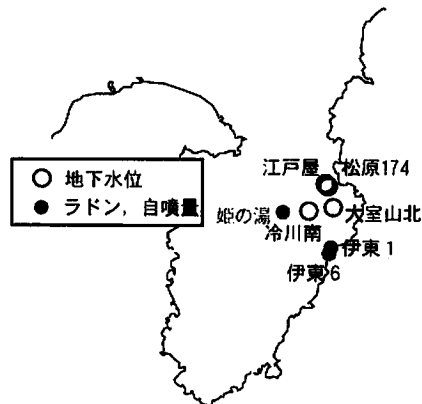 江戸屋 松原174
○ 地下水位
● ラドン，自噴量
姫の湯
大室山北
冷川南
伊東1
伊東6